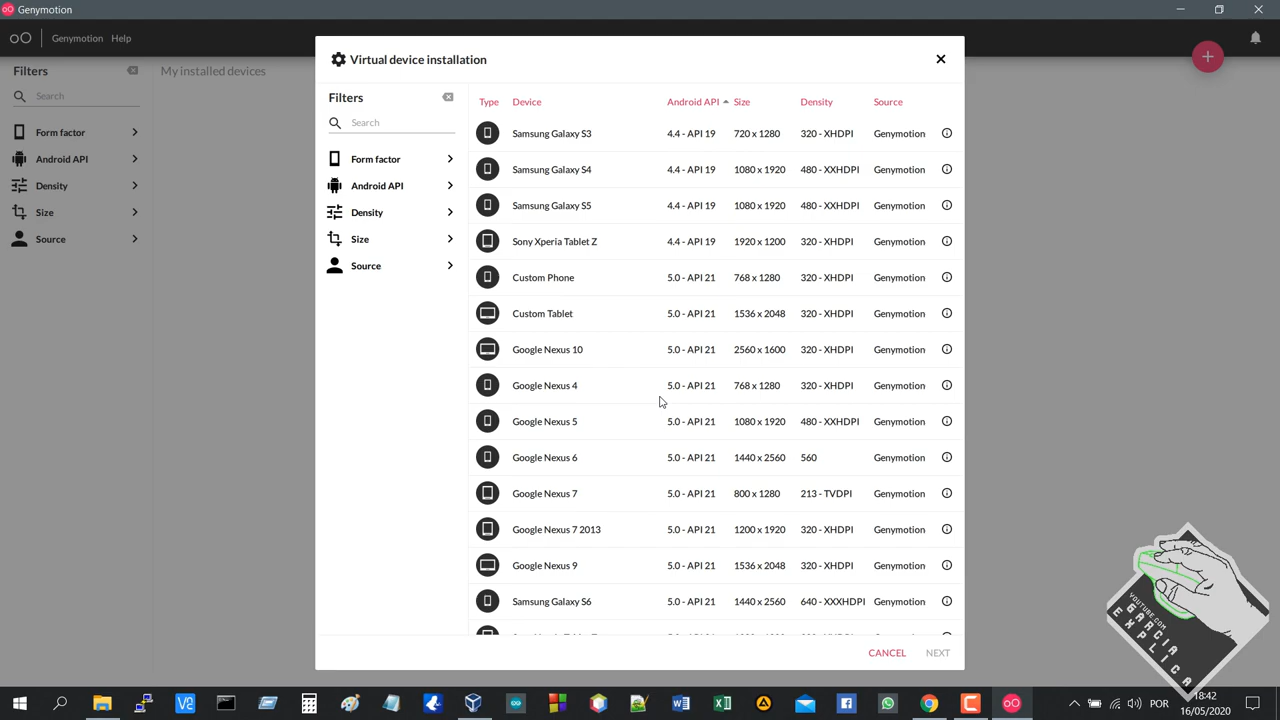 Genymotion
Genymotion Help
Filters
My installed devices
Search
Form factor
Android API
Density
Size
Source
Virtual device installation
Filters
Search
Form factor
Android API
Density
Size
Source
Type Device Android API Size Density Source
Samsung Galaxy S3 4.4 - API 19 720 x 1280 320 - XHDPI Genymotion
Samsung Galaxy S4 4.4 - API 19 1080 x 1920 480 - XXHDPI Genymotion
Samsung Galaxy S5 4.4 - API 19 1080 x 1920 480 - XXHDPI Genymotion
Sony Xperia Tablet Z 4.4 - API 19 1920 x 1200 320 - XHDPI Genymotion
Custom Phone 5.0 - API 21 768 x 1280 320 - XHDPI Genymotion
Custom Tablet 5.0 - API 21 1536 x 2048 320 - XHDPI Genymotion
Google Nexus 10 5.0 - API 21 2560 x 1600 320 - XHDPI Genymotion
Google Nexus 4 5.0 - API 21 768 x 1280 320 - XHDPI Genymotion
Google Nexus 5 5.0 - API 21 1080 x 1920 480 - XXHDPI Genymotion
Google Nexus 6 5.0 - API 21 1440 x 2560 560 Genymotion
Google Nexus 7 5.0 - API 21 800 x 1280 213 - TVDPI Genymotion
Google Nexus 7 2013 5.0 - API 21 1200 x 1920 320 - XHDPI Genymotion
Google Nexus 9 5.0 - API 21 1536 x 2048 320 - XHDPI Genymotion
Samsung Galaxy S6 5.0 - API 21 1440 x 2560 640 - XXXHDPI Genymotion
CANCEL NEXT
YOUTUBE.COM
EGARCIA
EXPLICA
POR
18:42
16/05/2020